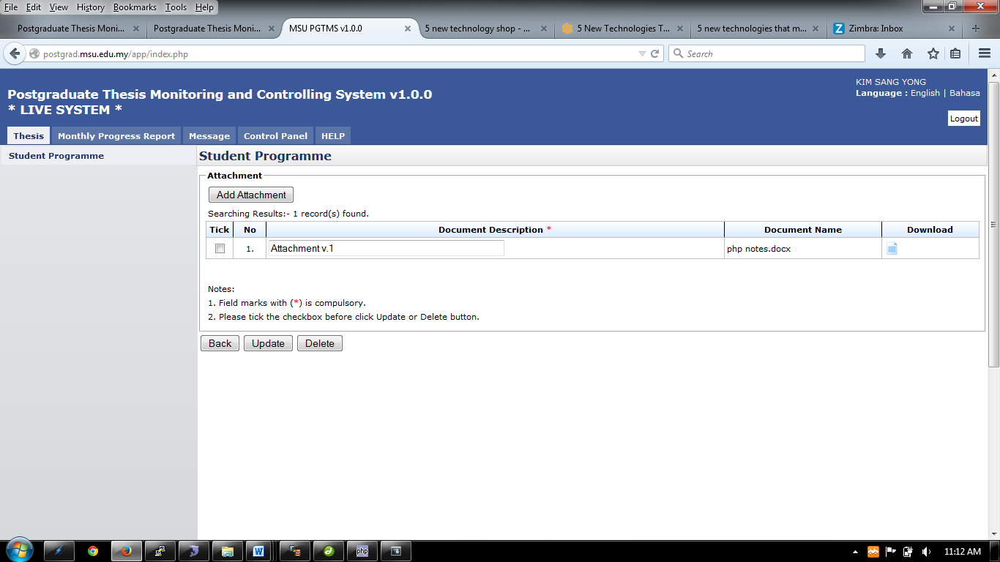 File Edit View History Bookmarks Tools Help
Postgraduate Thesis Moni... Postgraduate Thesis Moni... MSU PGTMS v1.0.0 5 new technology shop - ... 5 New Technologies T... 5 new technologies that m... Zimbra: Inbox
postgrad.msu.edu.my/app/index.php Search
KIM SANG YONG
Language : English | Bahasa
Postgraduate Thesis Monitoring and Controlling System v1.0.0
* LIVE SYSTEM *
Logout
Thesis Monthly Progress Report Message Control Panel HELP
Student Programme Student Programme
Attachment
Add Attachment
Searching Results:- 1 record(s) found.
Tick No Document Description * Document Name Download
1. Attachment v.1 php notes.docx
Notes:
1. Field marks with (*) is compulsory.
2. Please tick the checkbox before click Update or Delete button.
Back Update Delete
php 11:12 AM